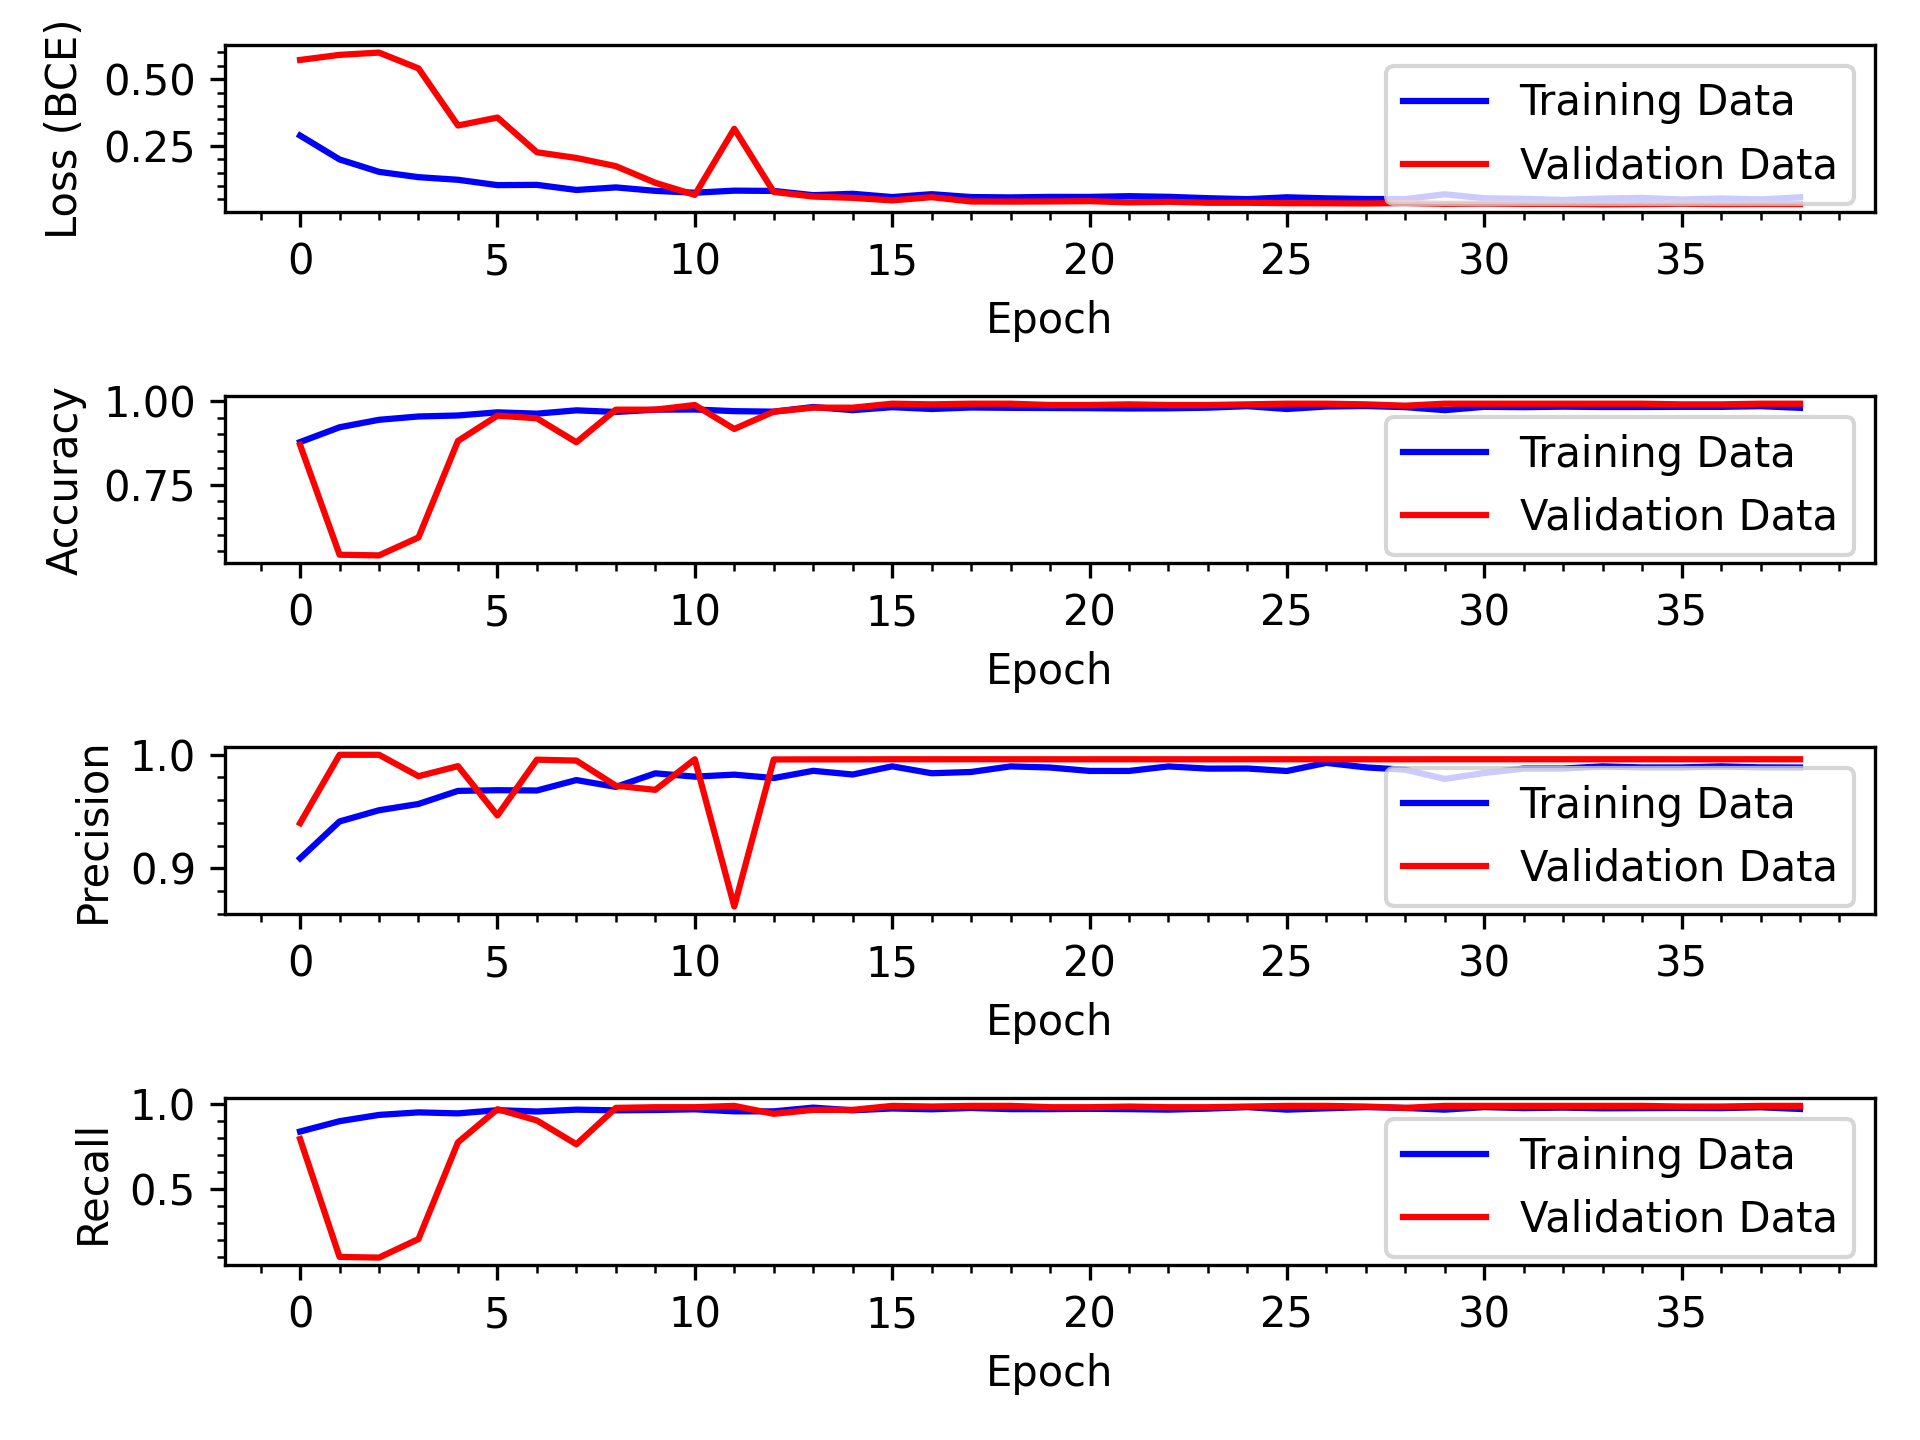 Loss (BCE)
0.50
0.25
Training Data
Validation Data
0 5 10 15 20 25 30 35
Epoch
Accuracy
1.00
0.75
Training Data
Validation Data
0 5 10 15 20 25 30 35
Epoch
Precision
1.0
0.9
Training Data
Validation Data
0 5 10 15 20 25 30 35
Epoch
Recall
1.0
0.5
Training Data
Validation Data
0 5 10 15 20 25 30 35
Epoch